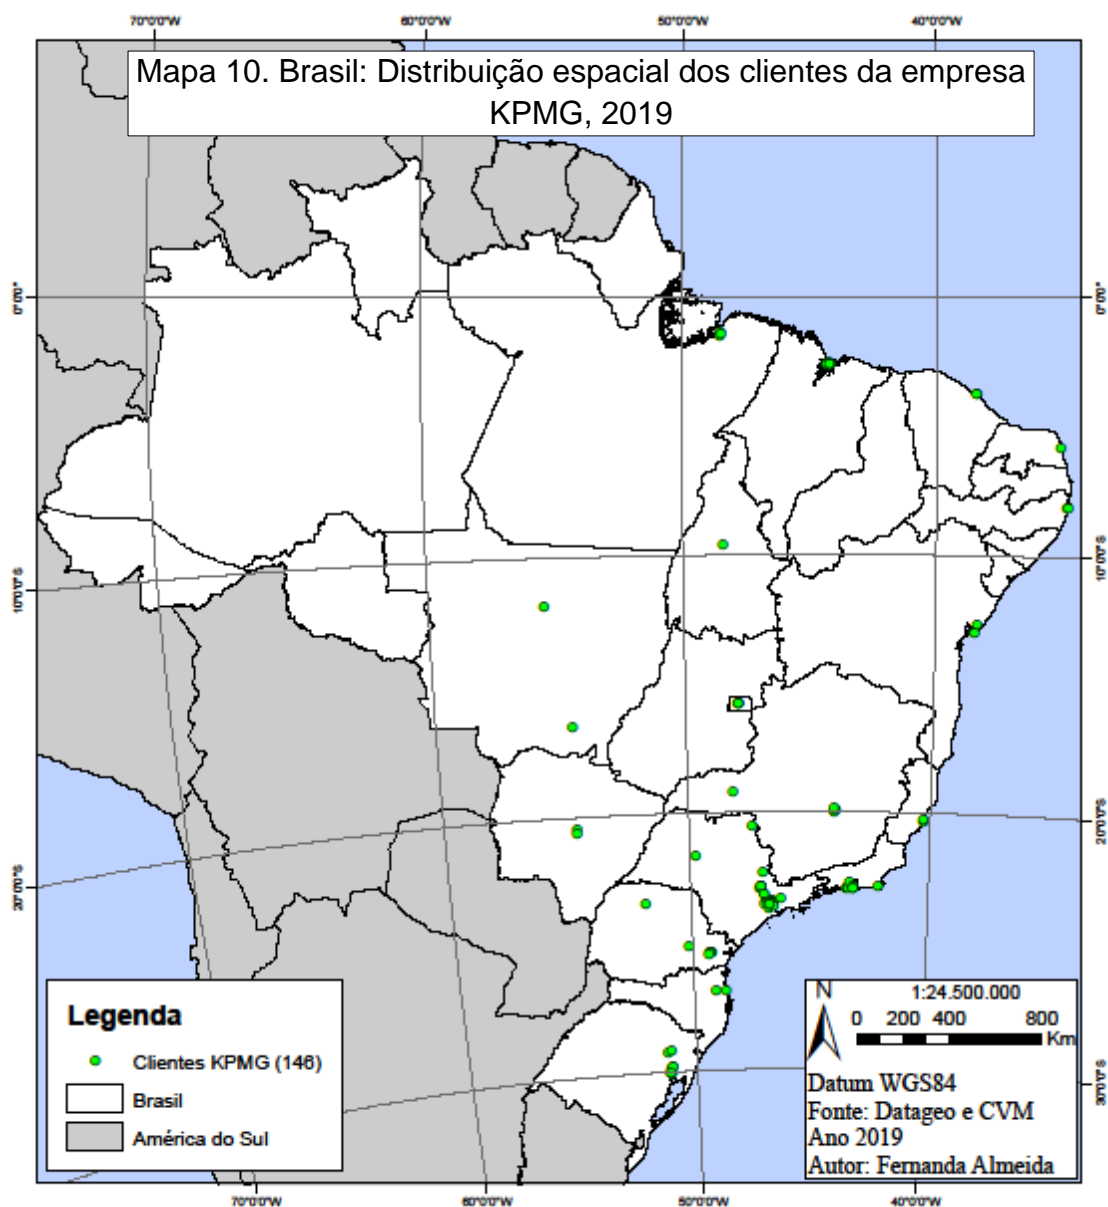 70°0'0"W 60°0'0"W 50°0'0"W 40°0'0"W
Mapa 10. Brasil: Distribuição espacial dos clientes da empresa
KPMG, 2019
0°0'0" 0°0'0"
10°0'0"S 10°0'0"S
20°0'0"S 20°0'0"S
30°0'0"S
Legenda
Clientes KPMG (146)
Brasil
América do Sul
N
1:24.500.000
0 200 400 800
Km
Datum WGS84
Fonte: Datageo e CVM
Ano 2019
Autor: Fernanda Almeida
70°0'0"W 60°0'0"W 50°0'0"W 40°0'0"W